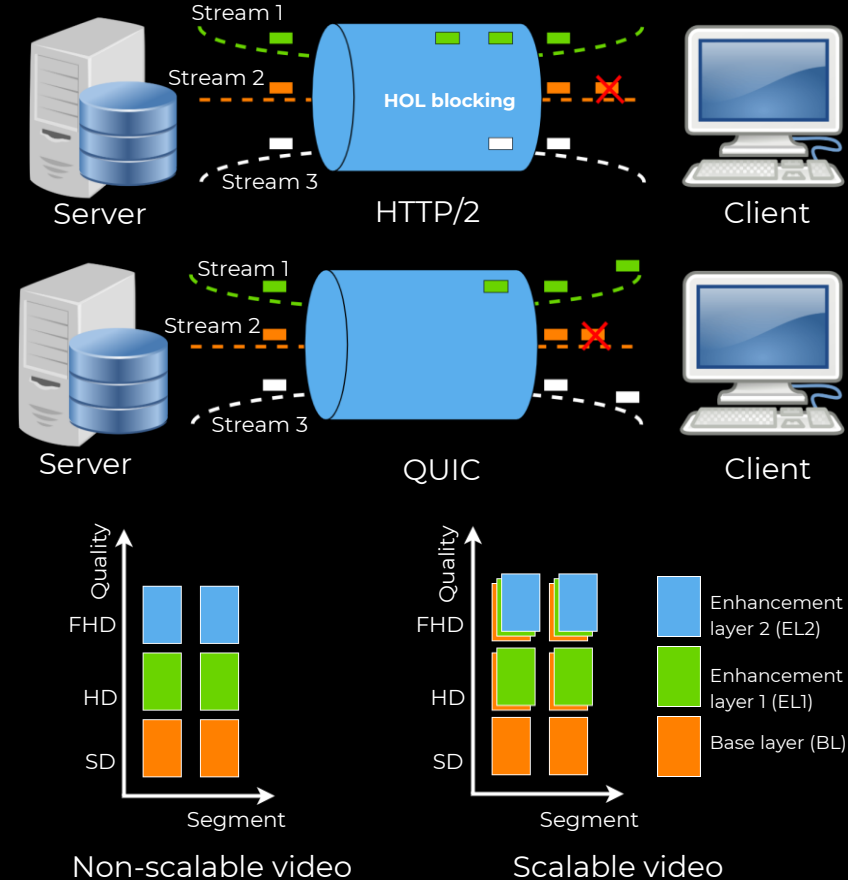 Stream 1
Stream 2
HOL blocking
Stream 3
Server
HTTP/2
Client
Stream 1
Stream 2
Stream 3
Server
QUIC
Client
Quality
FHD
HD
SD
Segment
Non-scalable video
Quality
FHD
HD
SD
Segment
Scalable video
Enhancement
layer 2 (EL2)
Enhancement
layer 1 (EL1)
Base layer (BL)